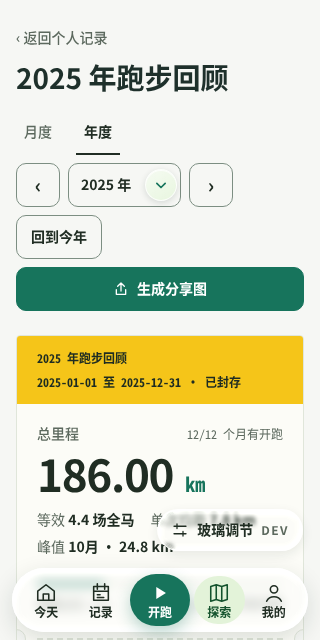 ‹ 返回个人记录
2025 年跑步回顾
月度 年度
‹ 2025 年 ›
回到今年
生成分享图
2025 年跑步回顾
2025-01-01 至 2025-12-31 · 已封存
总里程 12/12 个月有开跑
186.00 km
等效 4.4 场全马
峰值 10月 · 24.8 km.
玻璃调节 DEV
今天 记录 开跑 探索 我的